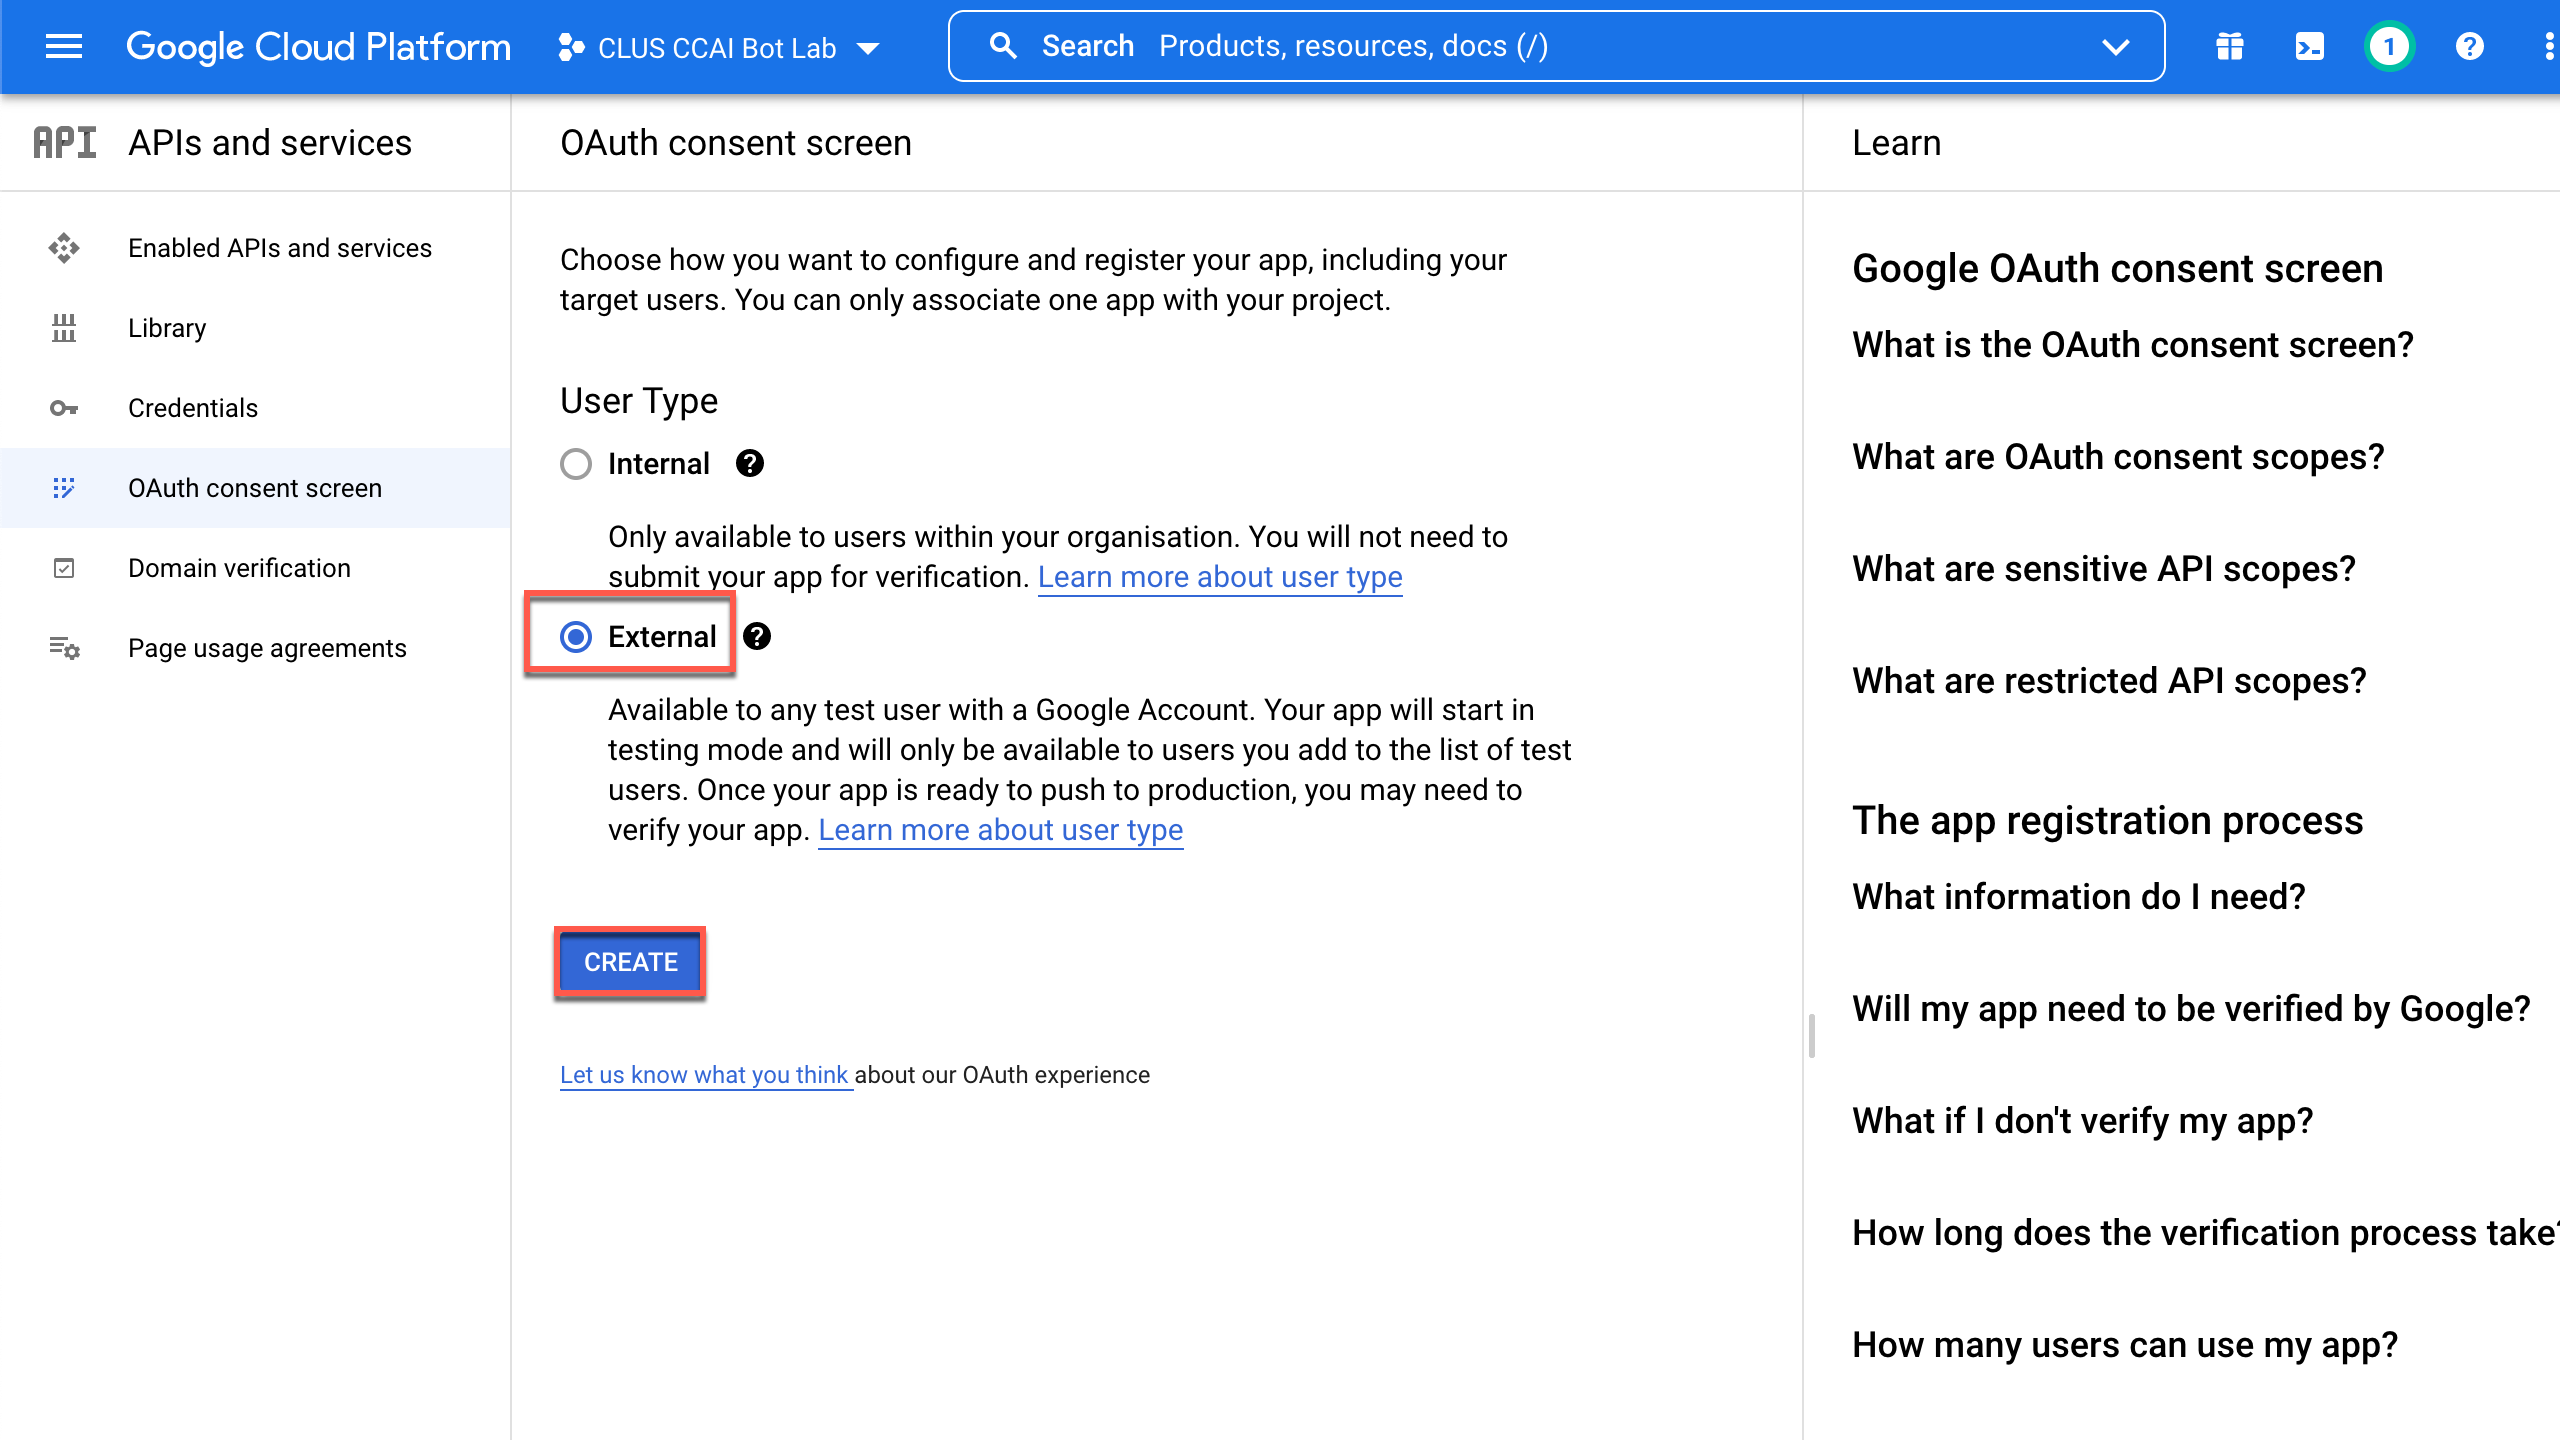 Google Cloud Platform
CLUS CCAI Bot Lab
Search Products, resources, docs (/)
1
API APIs and services
Enabled APIs and services
Library
Credentials
OAuth consent screen
Domain verification
Page usage agreements
OAuth consent screen
Choose how you want to configure and register your app, including your
target users. You can only associate one app with your project.
User Type
Internal
Only available to users within your organisation. You will not need to
submit your app for verification. Learn more about user type
External
Available to any test user with a Google Account. Your app will start in
testing mode and will only be available to users you add to the list of test
users. Once your app is ready to push to production, you may need to
verify your app. Learn more about user type
CREATE
Let us know what you think about our OAuth experience
Learn
Google OAuth consent screen
What is the OAuth consent screen?
What are OAuth consent scopes?
What are sensitive API scopes?
What are restricted API scopes?
The app registration process
What information do I need?
Will my app need to be verified by Google?
What if I don't verify my app?
How long does the verification process take?
How many users can use my app?